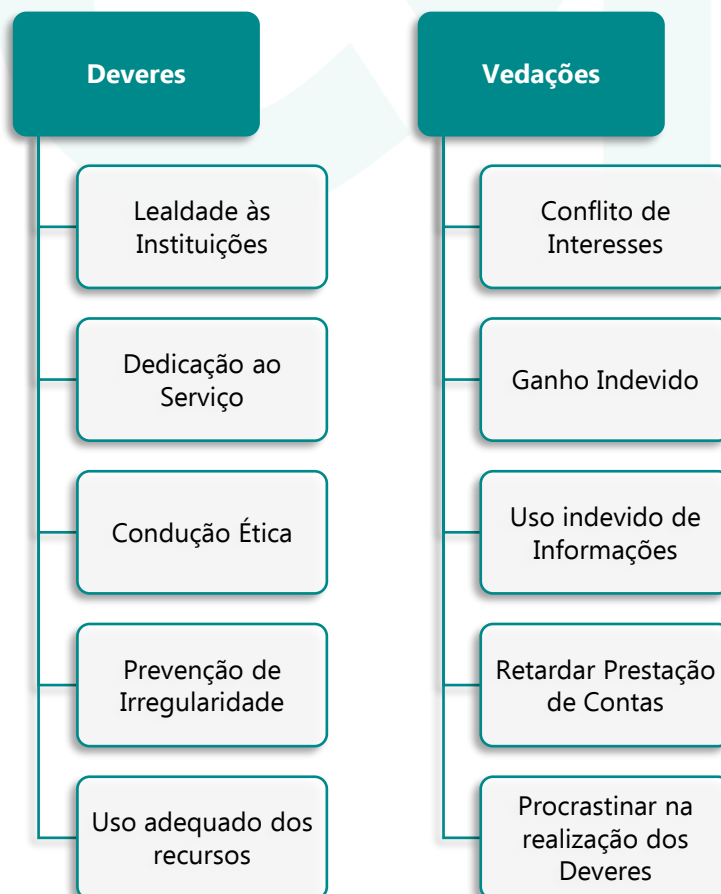 Deveres
Lealdade às
Instituições
Dedicação ao
Serviço
Condução Ética
Prevenção de
Irregularidade
Uso adequado dos
recursos
Vedações
Conflito de
Interesses
Ganho Indevido
Uso indevido de
Informações
Retardar Prestação
de Contas
Procrastinar na
realização dos
Deveres